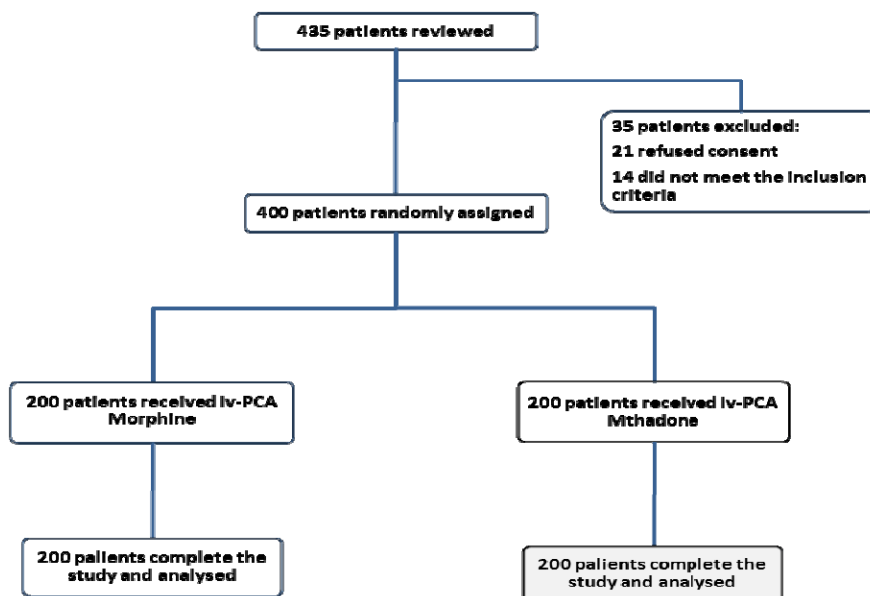 435 patients reviewed
35 patients excluded:
21 refused consent
14 did not meet the inclusion
criteria
400 patients randomly assigned
200 patients received iv-PCA
Morphine
200 patients received iv-PCA
Mthadone
200 patients complete the
study and analysed
200 patients complete the
study and analysed